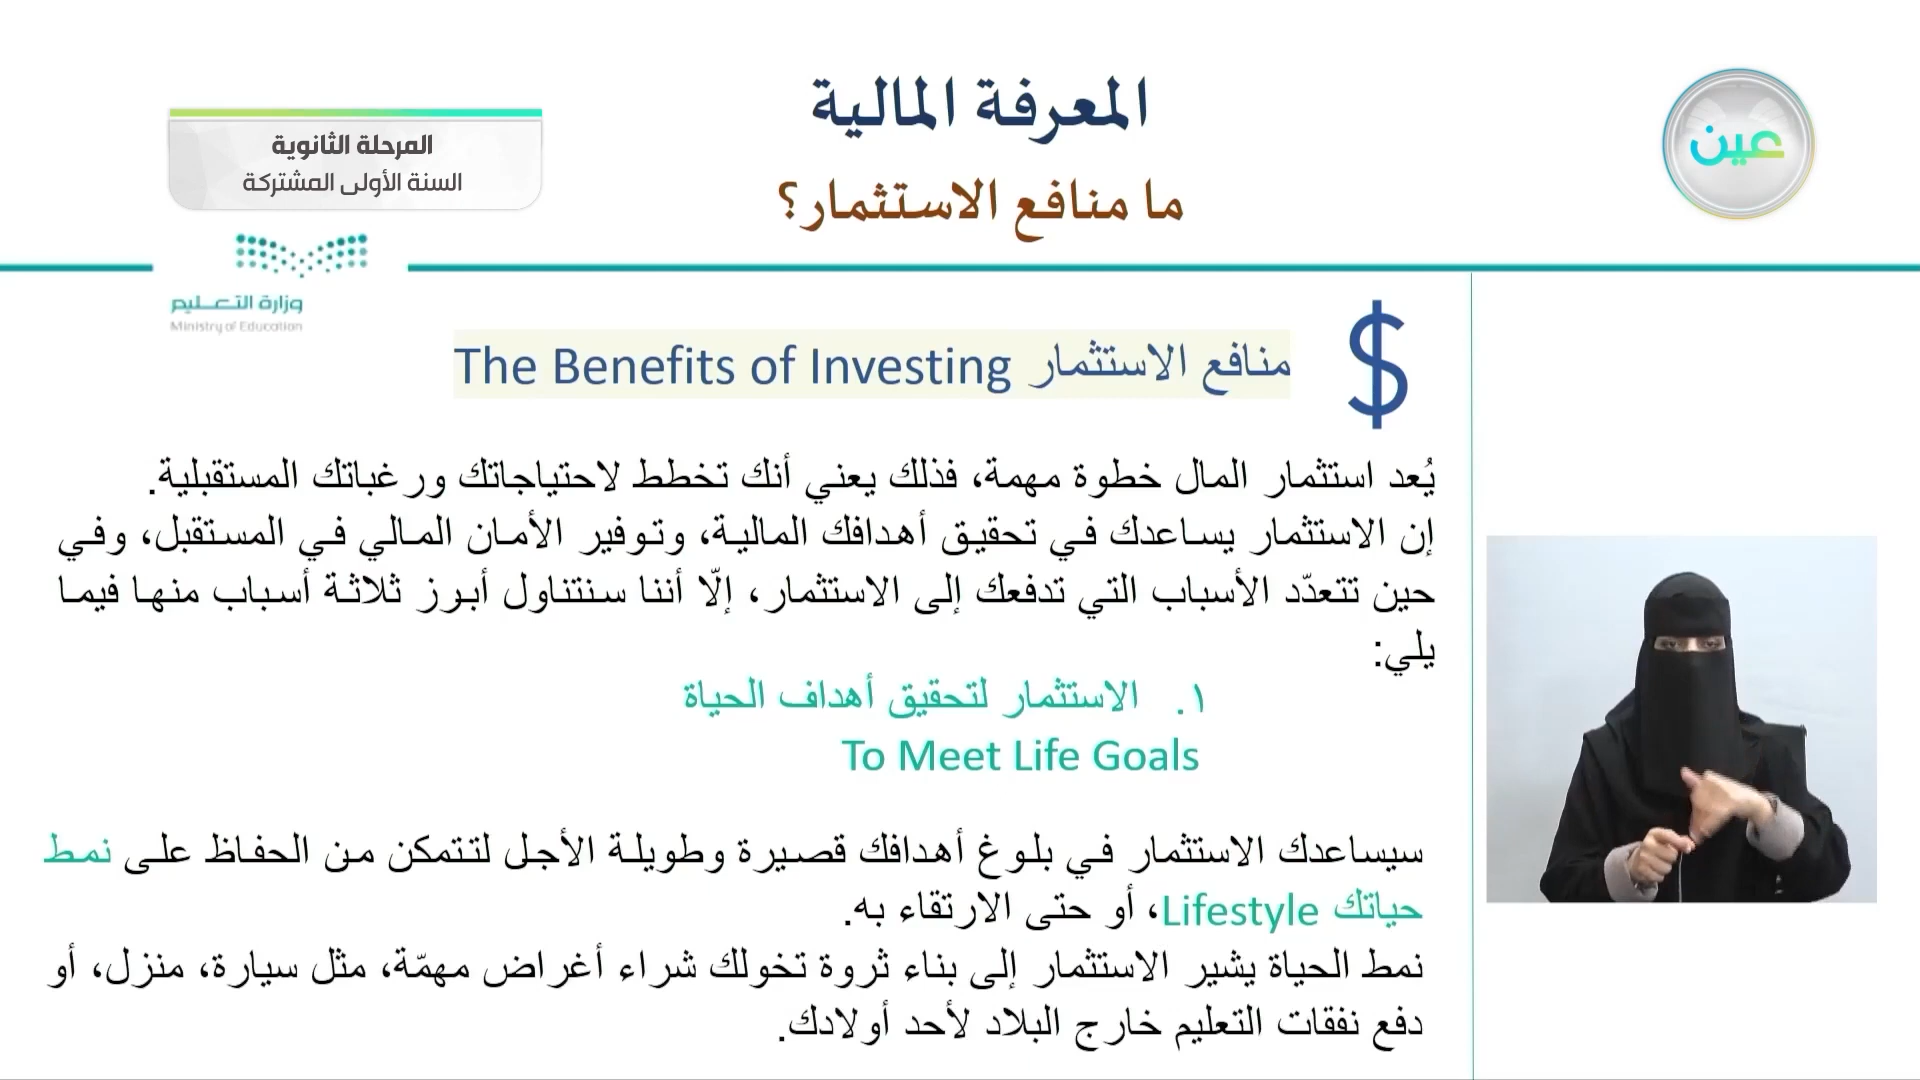 المعرفة المالية
ما منافع الاستثمار؟
عين
المرحلة الثانوية
السنة الأولى المشتركة
وزارة التعليم
Ministry of Education
$
منافع الاستثمار The Benefits of Investing
يُعد استثمار المال خطوة مهمة، فذلك يعني أنك تخطط لاحتياجاتك ورغباتك المستقبلية.
إن الاستثمار يساعدك في تحقيق أهدافك المالية، وتوفير الأمان المالي في المستقبل، وفي
حين تتعدّد الأسباب التي تدفعك إلى الاستثمار، إلّا أننا سنتناول أبرز ثلاثة أسباب منها فيما
يلي:
١. الاستثمار لتحقيق أهداف الحياة
To Meet Life Goals
سيساعدك الاستثمار في بلوغ أهدافك قصيرة وطويلة الأجل لتتمكن من الحفاظ على نمط
حياتك Lifestyle، أو حتى الارتقاء به.
نمط الحياة يشير الاستثمار إلى بناء ثروة تخولك شراء أغراض مهمّة، مثل سيارة، منزل، أو
دفع نفقات التعليم خارج البلاد لأحد أولادك.